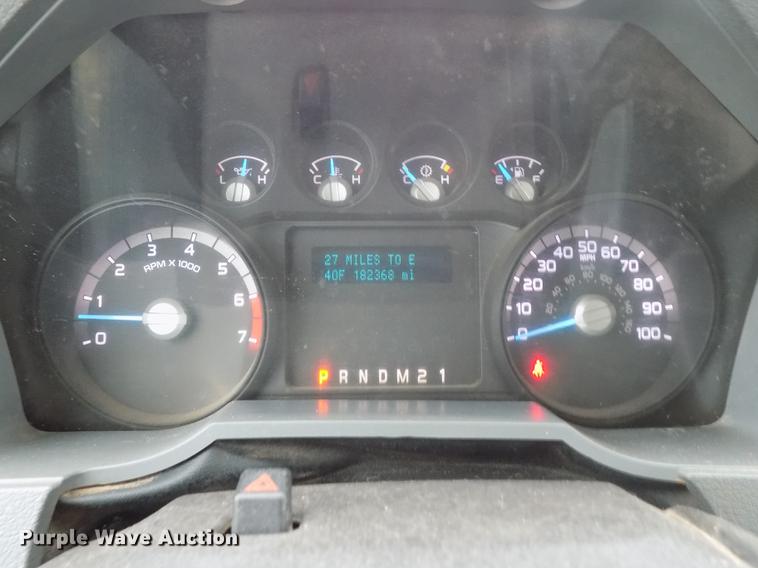 L H
C H
C H
E F
0 1 2 3 4 5 6 7
RPM X 1000
27 MILES TO E
40F 182368 mi
P R N D M 2 1
0 10 20 30 40 50 60 70 80 90 100
MPH
km/h
Purple Wave Auction